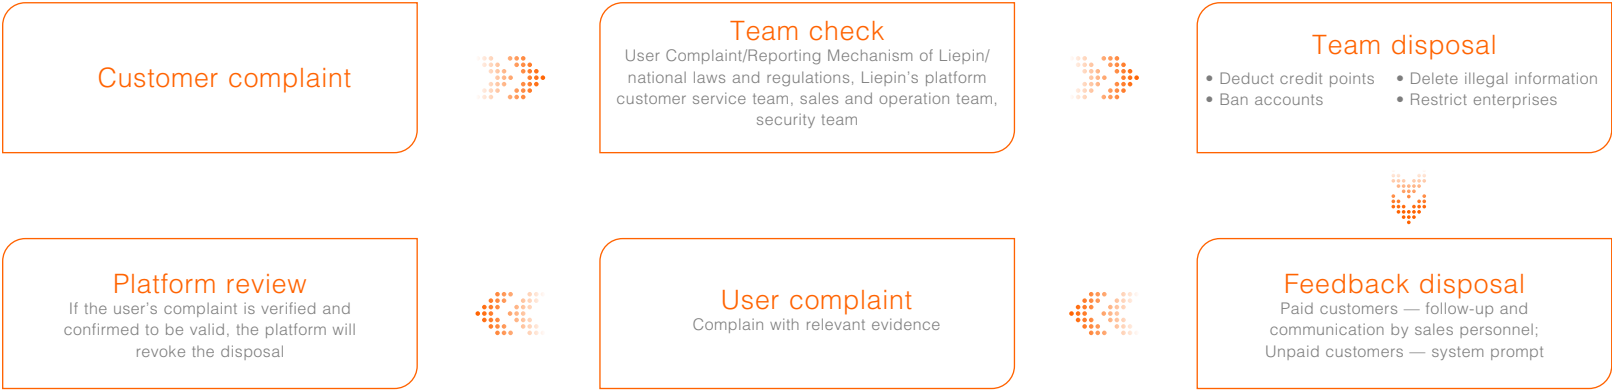 Customer complaint
Team check
User Complaint/Reporting Mechanism of Liepin/
national laws and regulations, Liepin's platform
customer service team, sales and operation team,
security team
Team disposal
• Deduct credit points • Delete illegal information
• Ban accounts • Restrict enterprises
Platform review
If the user's complaint is verified and
confirmed to be valid, the platform will
revoke the disposal
User complaint
Complain with relevant evidence
Feedback disposal
Paid customers — follow-up and
communication by sales personnel;
Unpaid customers — system prompt